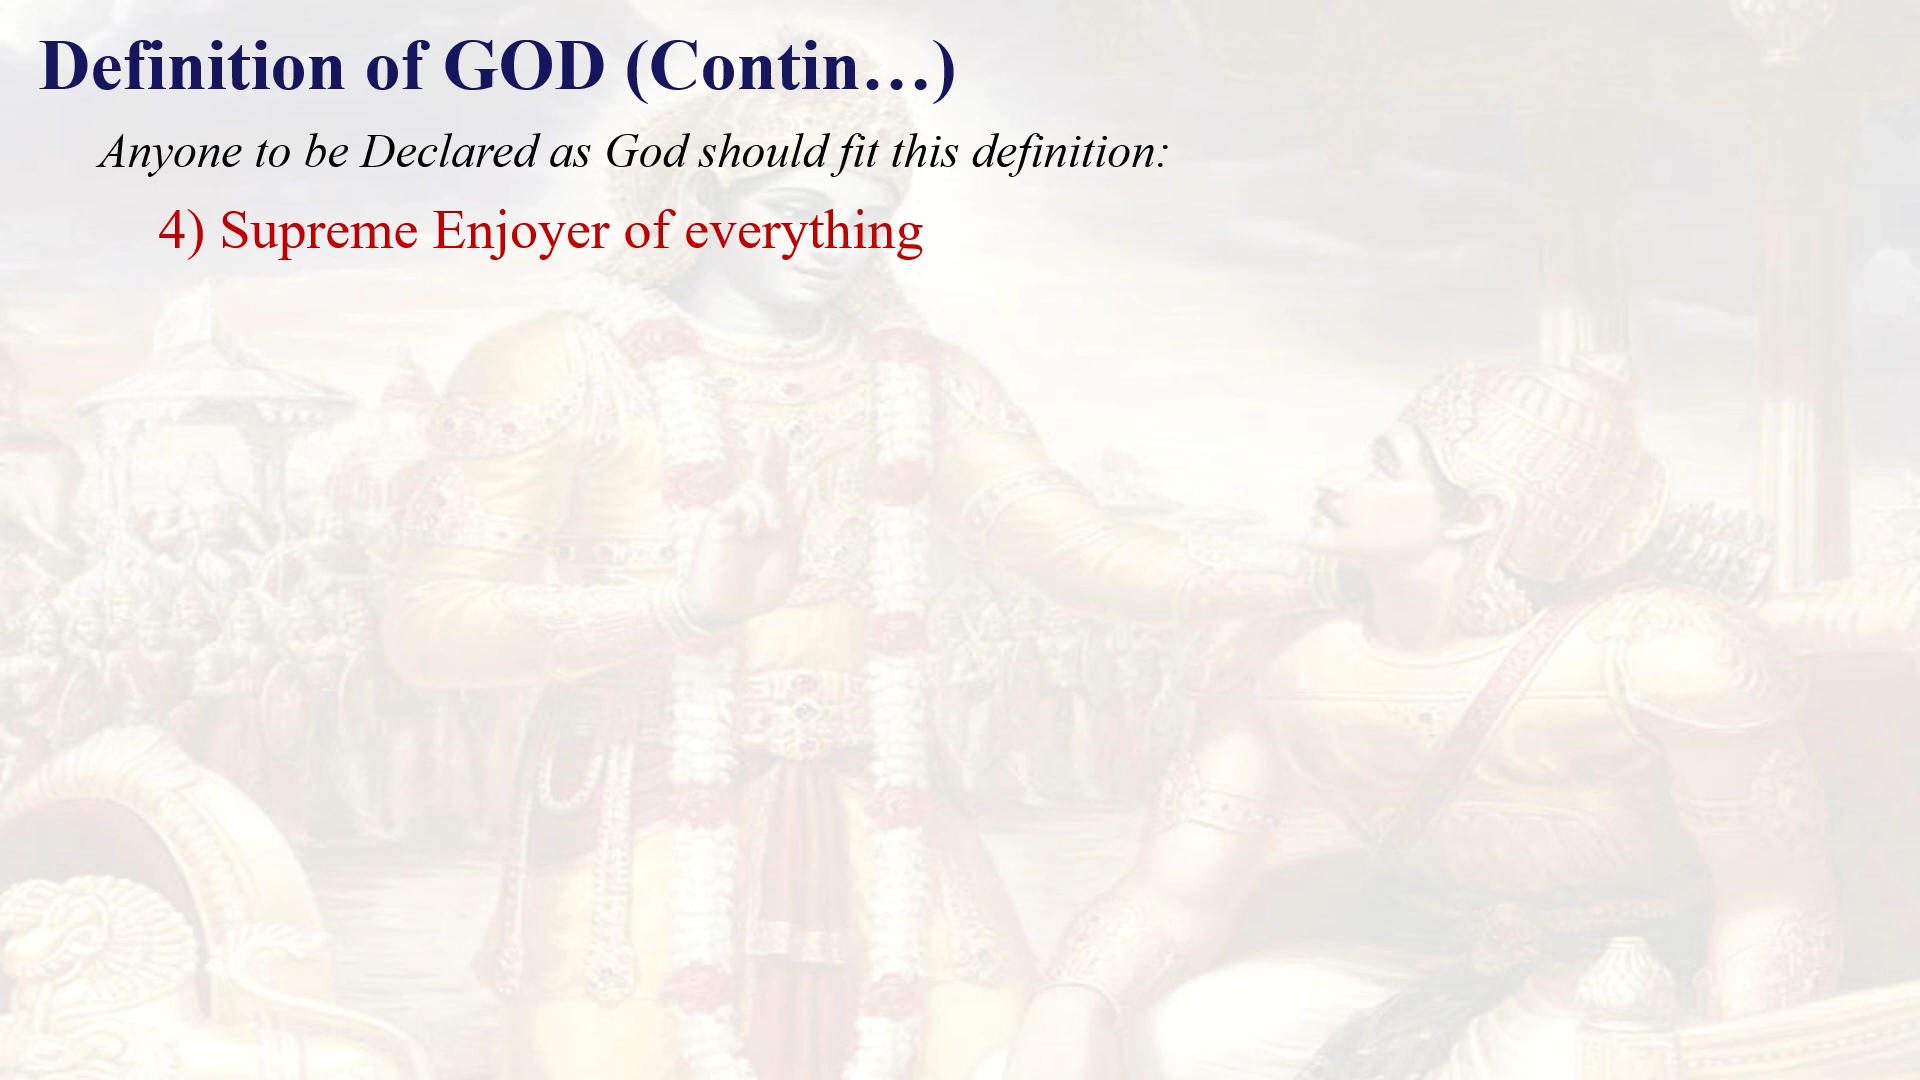 Definition of GOD (Contin…)
Anyone to be Declared as God should fit this definition:
4) Supreme Enjoyer of everything